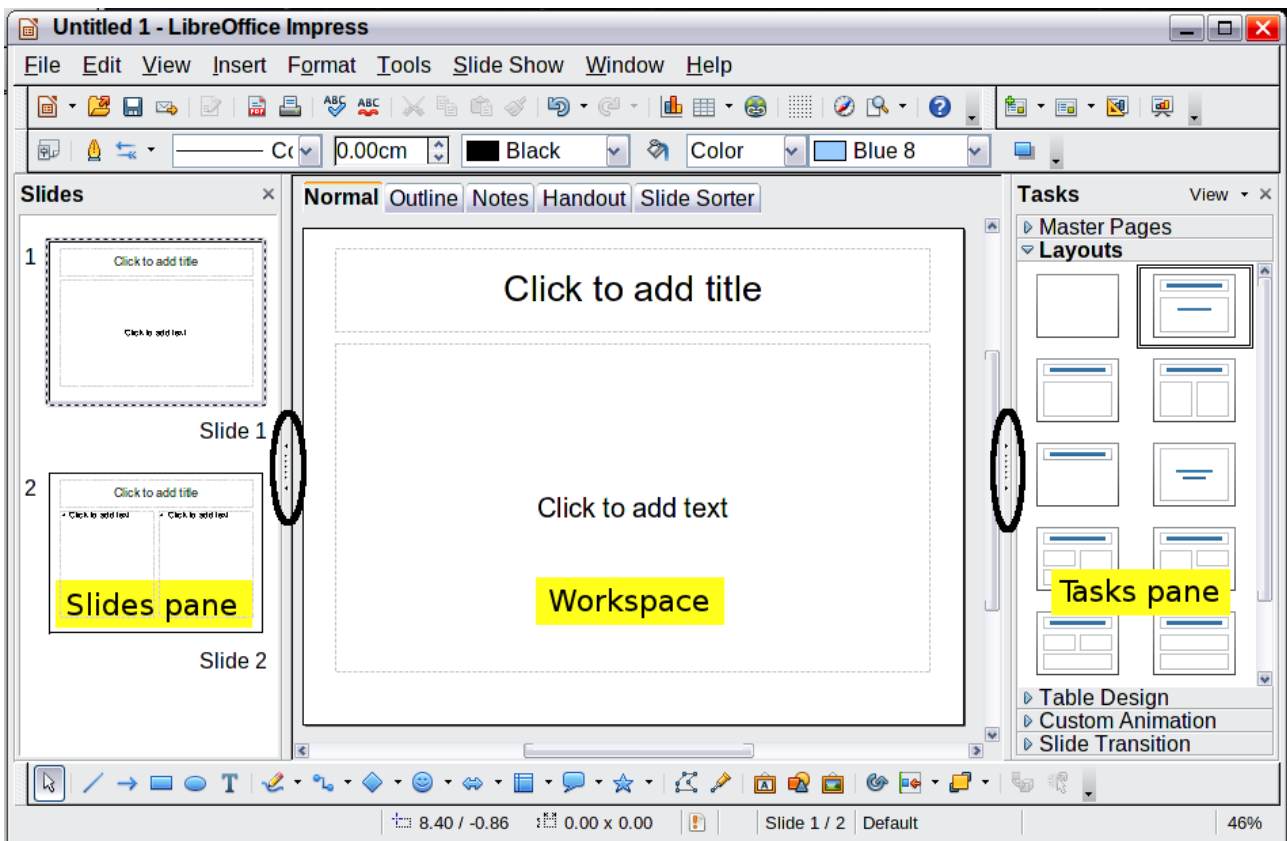 Untitled 1 - LibreOffice Impress
File Edit View Insert Format Tools Slide Show Window Help
ABC ABC
0.00cm Black Color Blue 8
Slides ×
Normal Outline Notes Handout Slide Sorter
Tasks View
Master Pages
Layouts
1
Click to add title
Click to add text
Slide 1
2
Click to add title
Click to add text Click to add text
Slides pane
Slide 2
Click to add title
Click to add text
Workspace
Tasks pane
Table Design
Custom Animation
Slide Transition
T
8.40 / -0.86 0.00 x 0.00 Slide 1 / 2 Default 46%